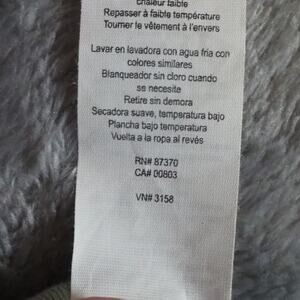 chaleur faible
Repasser à faible température
Tourner le vêtement à l'envers
Lavar en lavadora con agua fria con
colores similares
Blanqueador sin cloro cuando
se necesite
Retire sin demora
Secadora suave, temperatura bajo
Plancha bajo temperatura
Vuelta a la ropa al revés
RN# 87370
CA# 00803
VN# 3158